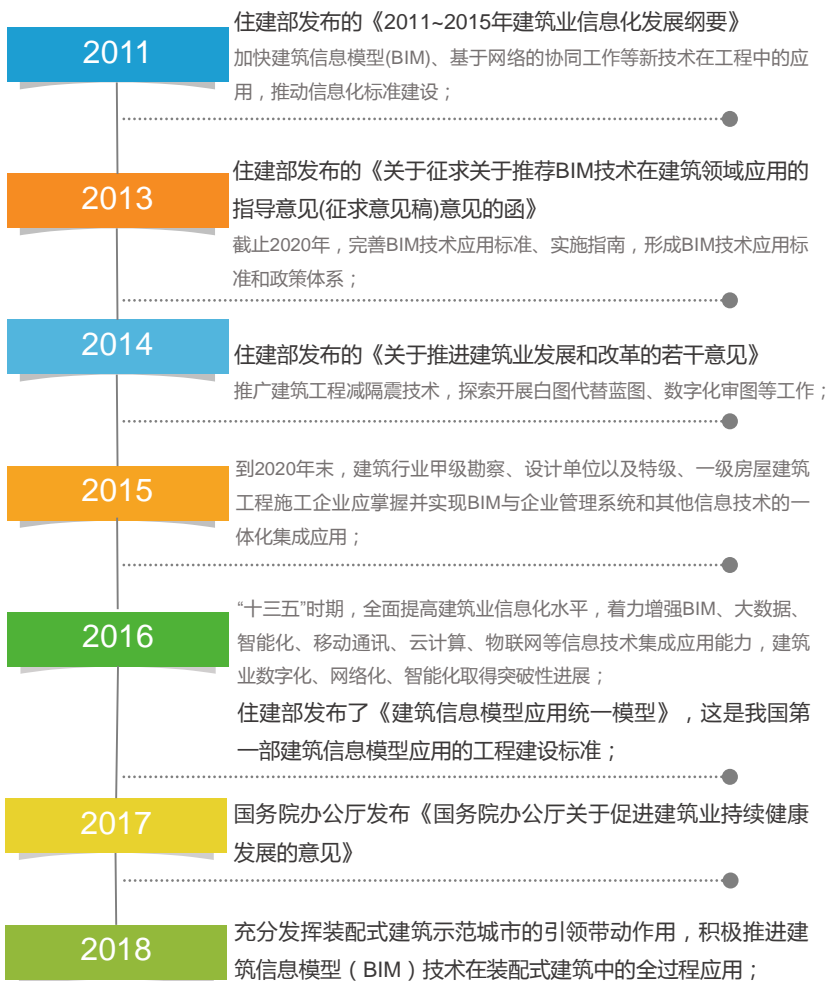 2011
住建部发布的《2011~2015年建筑业信息化发展纲要》
加快建筑信息模型(BIM)、基于网络的协同工作等新技术在工程中的应
用，推动信息化标准建设；
2013
住建部发布的《关于征求关于推荐BIM技术在建筑领域应用的
指导意见(征求意见稿)意见的函》
截止2020年，完善BIM技术应用标准、实施指南，形成BIM技术应用标
准和政策体系；
2014
住建部发布的《关于推进建筑业发展和改革的若干意见》
推广建筑工程减隔震技术，探索开展白图代替蓝图、数字化审图等工作；
2015
到2020年末，建筑行业甲级勘察、设计单位以及特级、一级房屋建筑
工程施工企业应掌握并实现BIM与企业管理系统和其他信息技术的一
体化集成应用；
2016
“十三五”时期，全面提高建筑业信息化水平，着力增强BIM、大数据、
智能化、移动通讯、云计算、物联网等信息技术集成应用能力，建筑
业数字化、网络化、智能化取得突破性进展；
住建部发布了《建筑信息模型应用统一模型》，这是我国第
一部建筑信息模型应用的工程建设标准；
2017
国务院办公厅发布《国务院办公厅关于促进建筑业持续健康
发展的意见》
2018
充分发挥装配式建筑示范城市的引领带动作用，积极推进建
筑信息模型（BIM）技术在装配式建筑中的全过程应用；